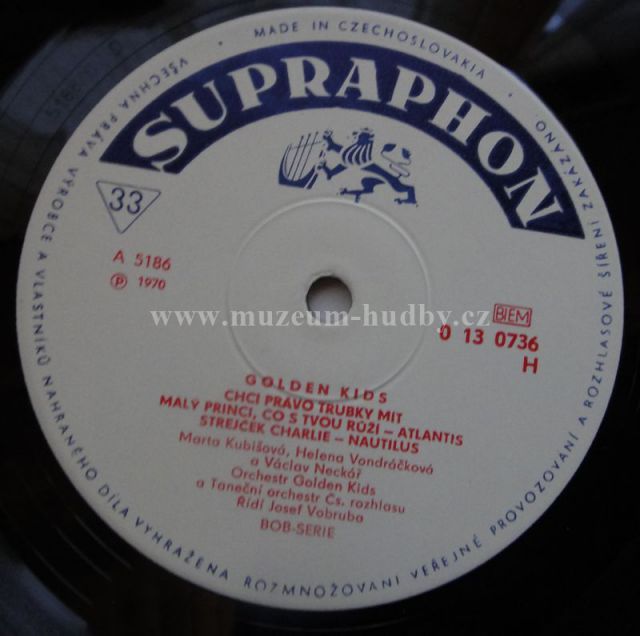 MADE IN CZECHOSLOVAKIA
SUPRAPHON
33
A 5186
Ⓟ 1970
BIEM
0 13 0736
H
www.muzeum-hudby.cz
GOLDEN KIDS
CHCI PRÁVO TRUBKY MIT
MALÝ PRINCI, CO S TVOU RŮŽÍ – ATLANTIS
STREJČEK CHARLIE – NAUTILUS
Marta Kubišová, Helena Vondráčková
a Václav Neckář
Orchestr Golden Kids
a Taneční orchestr Čs. rozhlasu
Řídí Josef Vobruba
BOB-SERIE
VŠECHNA PRÁVA VÝROBCE A VLASTNÍKŮ NAHRANÉHO DÍLA VYHRAŽENA • ROZMNOŽOVÁNÍ VEŘEJNÉ PROVOZOVÁNÍ A ROZHLASOVÉ ŠÍŘENÍ ZAKÁZÁNO